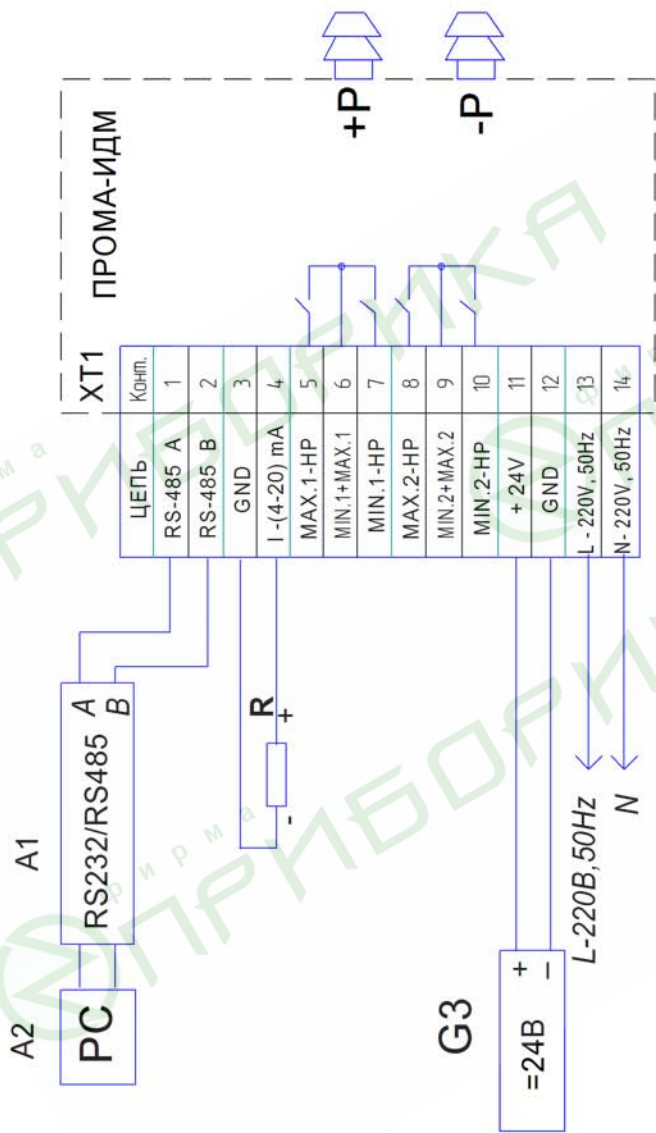 ПРОМА-ИДМ
+P
-P
XT1
ЦЕПЬ Конт.
RS-485 A 1
RS-485 B 2
GND 3
I-(4-20) mA 4
MAX.1-HP 5
MIN.1+MAX.1 6
MIN.1-HP 7
MAX.2-HP 8
MIN.2+MAX.2 9
MIN.2-HP 10
+ 24V 11
GND 12
L - 220V, 50Hz 13
N- 220V, 50Hz 14
A1
RS232/RS485
A
B
A2
PC
R
+
-
G3
=24В
+
–
L-220В,50Hz
N
фирма
ПРИБОРИКА